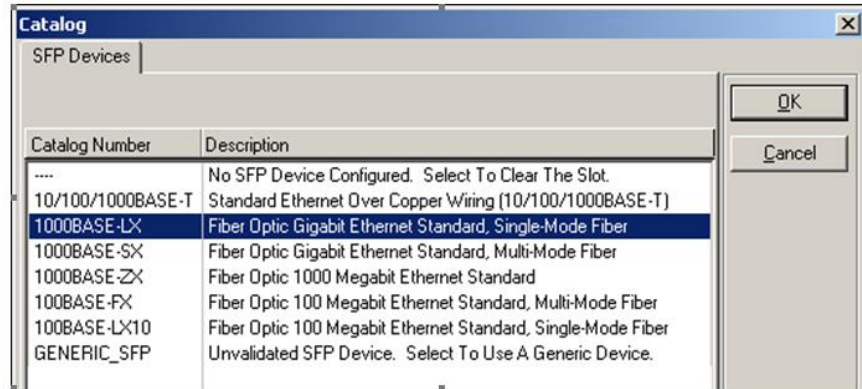 Catalog
SFP Devices
OK
Cancel
Catalog Number Description
---- No SFP Device Configured. Select To Clear The Slot.
10/100/1000BASE-T Standard Ethernet Over Copper Wiring (10/100/1000BASE-T)
1000BASE-LX Fiber Optic Gigabit Ethernet Standard, Single-Mode Fiber
1000BASE-SX Fiber Optic Gigabit Ethernet Standard, Multi-Mode Fiber
1000BASE-ZX Fiber Optic 1000 Megabit Ethernet Standard
100BASE-FX Fiber Optic 100 Megabit Ethernet Standard, Multi-Mode Fiber
100BASE-LX10 Fiber Optic 100 Megabit Ethernet Standard, Single-Mode Fiber
GENERIC_SFP Unvalidated SFP Device. Select To Use A Generic Device.